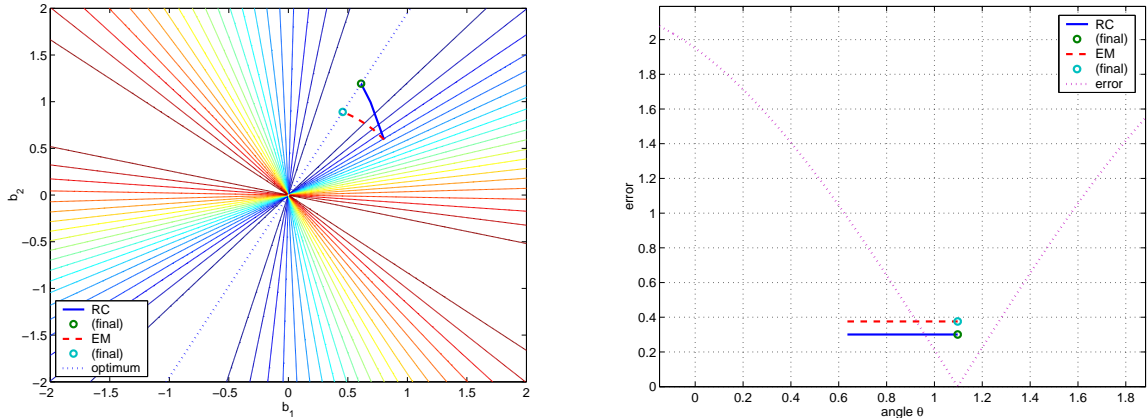 2
1.5
1
0.5
0
−0.5
−1
−1.5
−2
b2
−2 −1.5 −1 −0.5 0 0.5 1 1.5 2
b1
RC
(final)
EM
(final)
optimum
2
1.8
1.6
1.4
1.2
1
0.8
0.6
0.4
0.2
0
error
0 0.2 0.4 0.6 0.8 1 1.2 1.4 1.6 1.8
angle θ
RC
(final)
EM
(final)
error